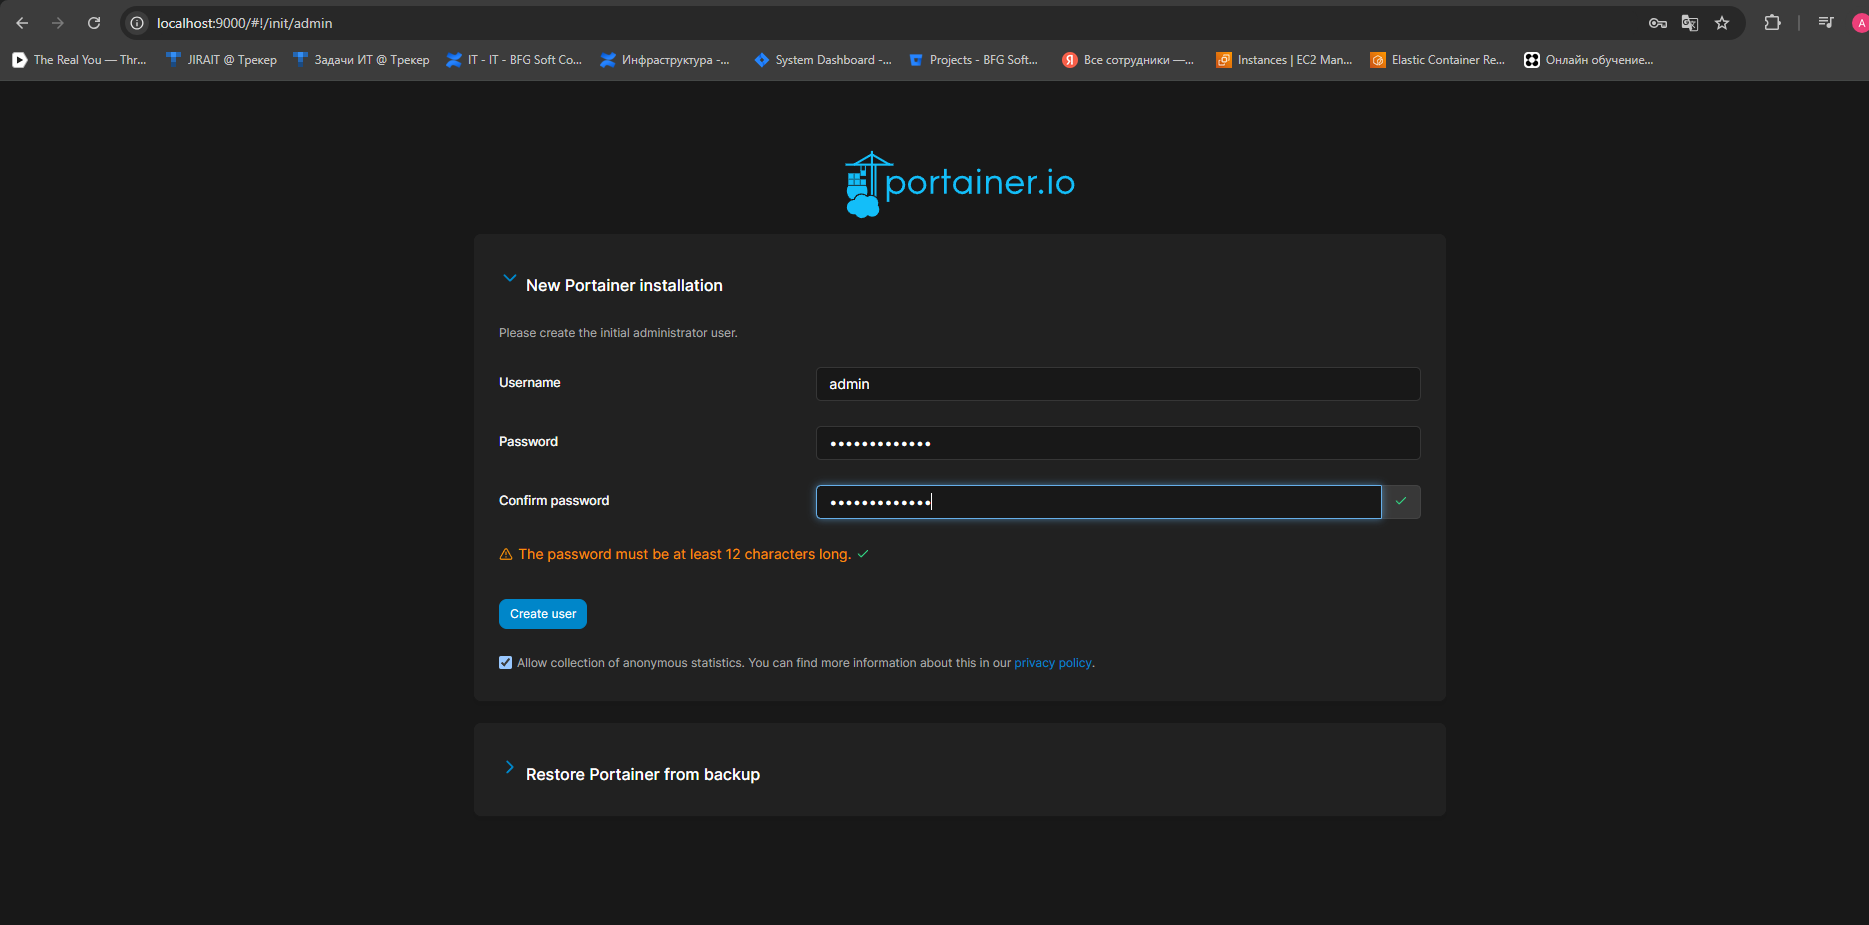 localhost:9000/#!/init/admin
A
The Real You — Thr...
JIRAIT @ Трекер
Задачи ИТ @ Трекер
IT - IT - BFG Soft Co...
Инфраструктура -...
System Dashboard -...
Projects - BFG Soft...
Я Все сотрудники —...
Instances | EC2 Man...
Elastic Container Re...
Онлайн обучение...
portainer.io
New Portainer installation
Please create the initial administrator user.
Username
admin
Password
•••••••••••••
Confirm password
•••••••••••••
The password must be at least 12 characters long.
Create user
Allow collection of anonymous statistics. You can find more information about this in our privacy policy.
Restore Portainer from backup